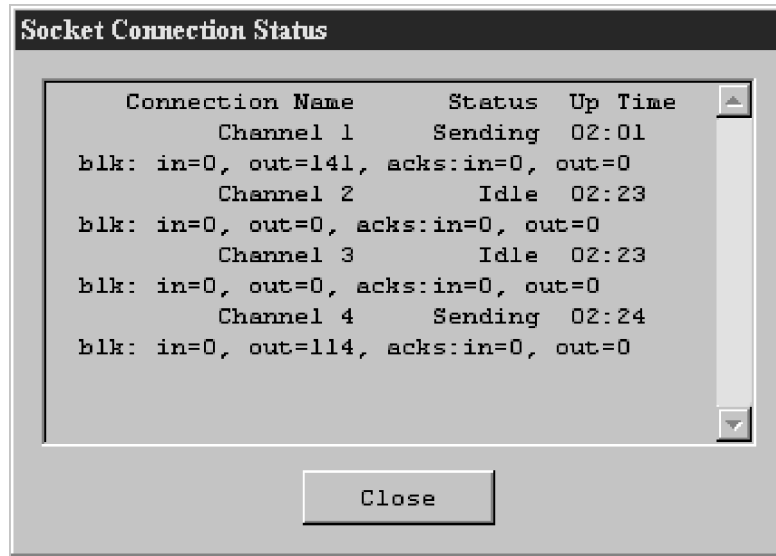 Socket Connection Status
Connection Name Status Up Time
Channel 1 Sending 02:01
blk: in=0, out=141, acks:in=0, out=0
Channel 2 Idle 02:23
blk: in=0, out=0, acks:in=0, out=0
Channel 3 Idle 02:23
blk: in=0, out=0, acks:in=0, out=0
Channel 4 Sending 02:24
blk: in=0, out=114, acks:in=0, out=0
Close